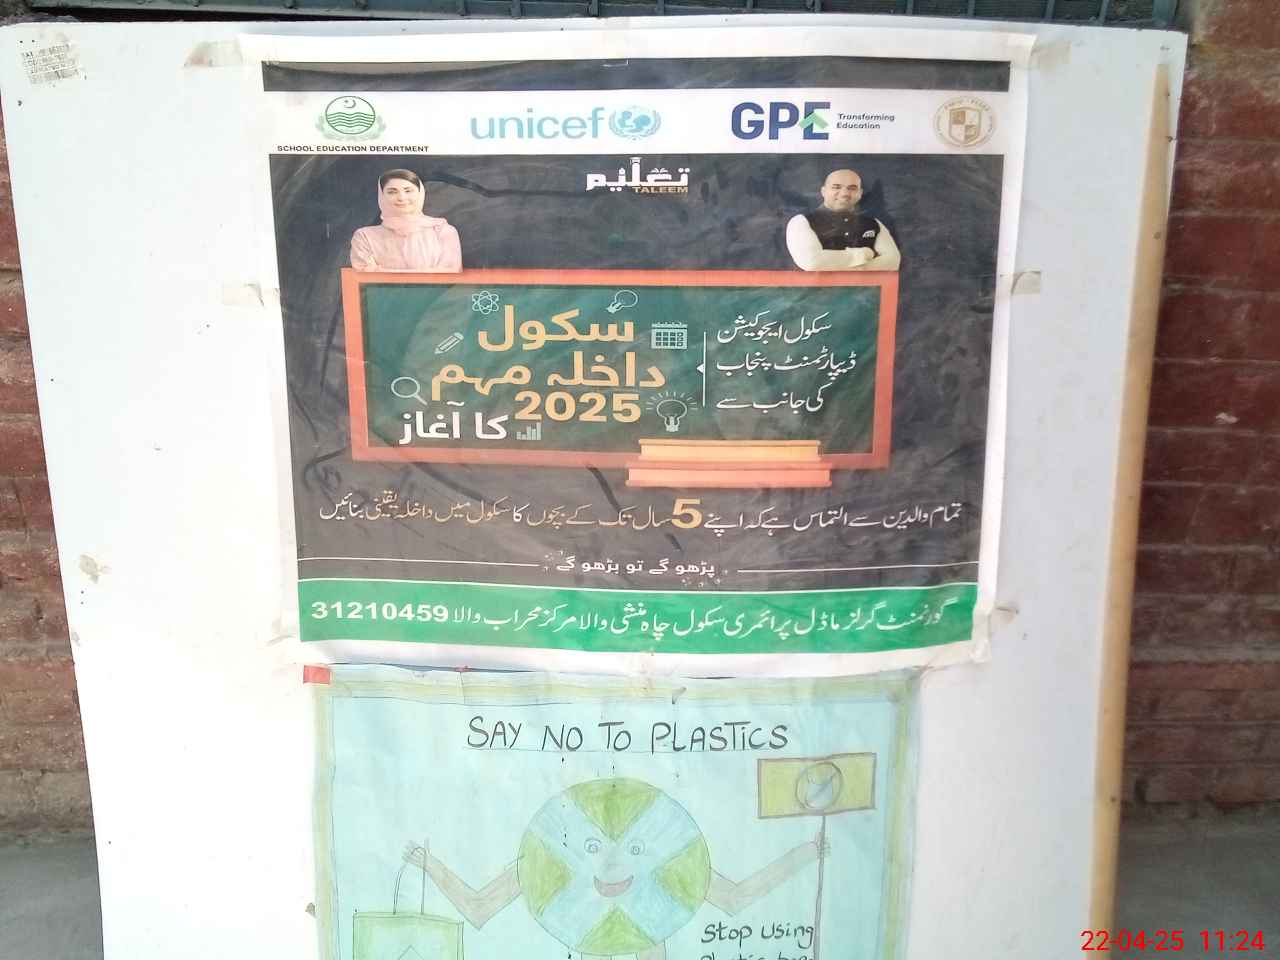 SCHOOL EDUCATION DEPARTMENT
unicef
GPE
Transforming
Education
تعلیم
TALEEM
سکول
داخلہ مہم
2025
کا آغاز
سکول ایجوکیشن
ڈیپارٹمنٹ پنجاب
کی جانب سے
تمام والدین سے التماس ہے کہ اپنے 5 سال تک کے بچوں کا سکول میں داخلہ یقینی بنائیں
پڑھو گے تو بڑھو گے
گورنمنٹ گرلز ماڈل پرائمری سکول چاہ منشی والا مرکز محراب والا 31210459
SAY NO TO PLASTICS
Stop using
22-04-25 11:24